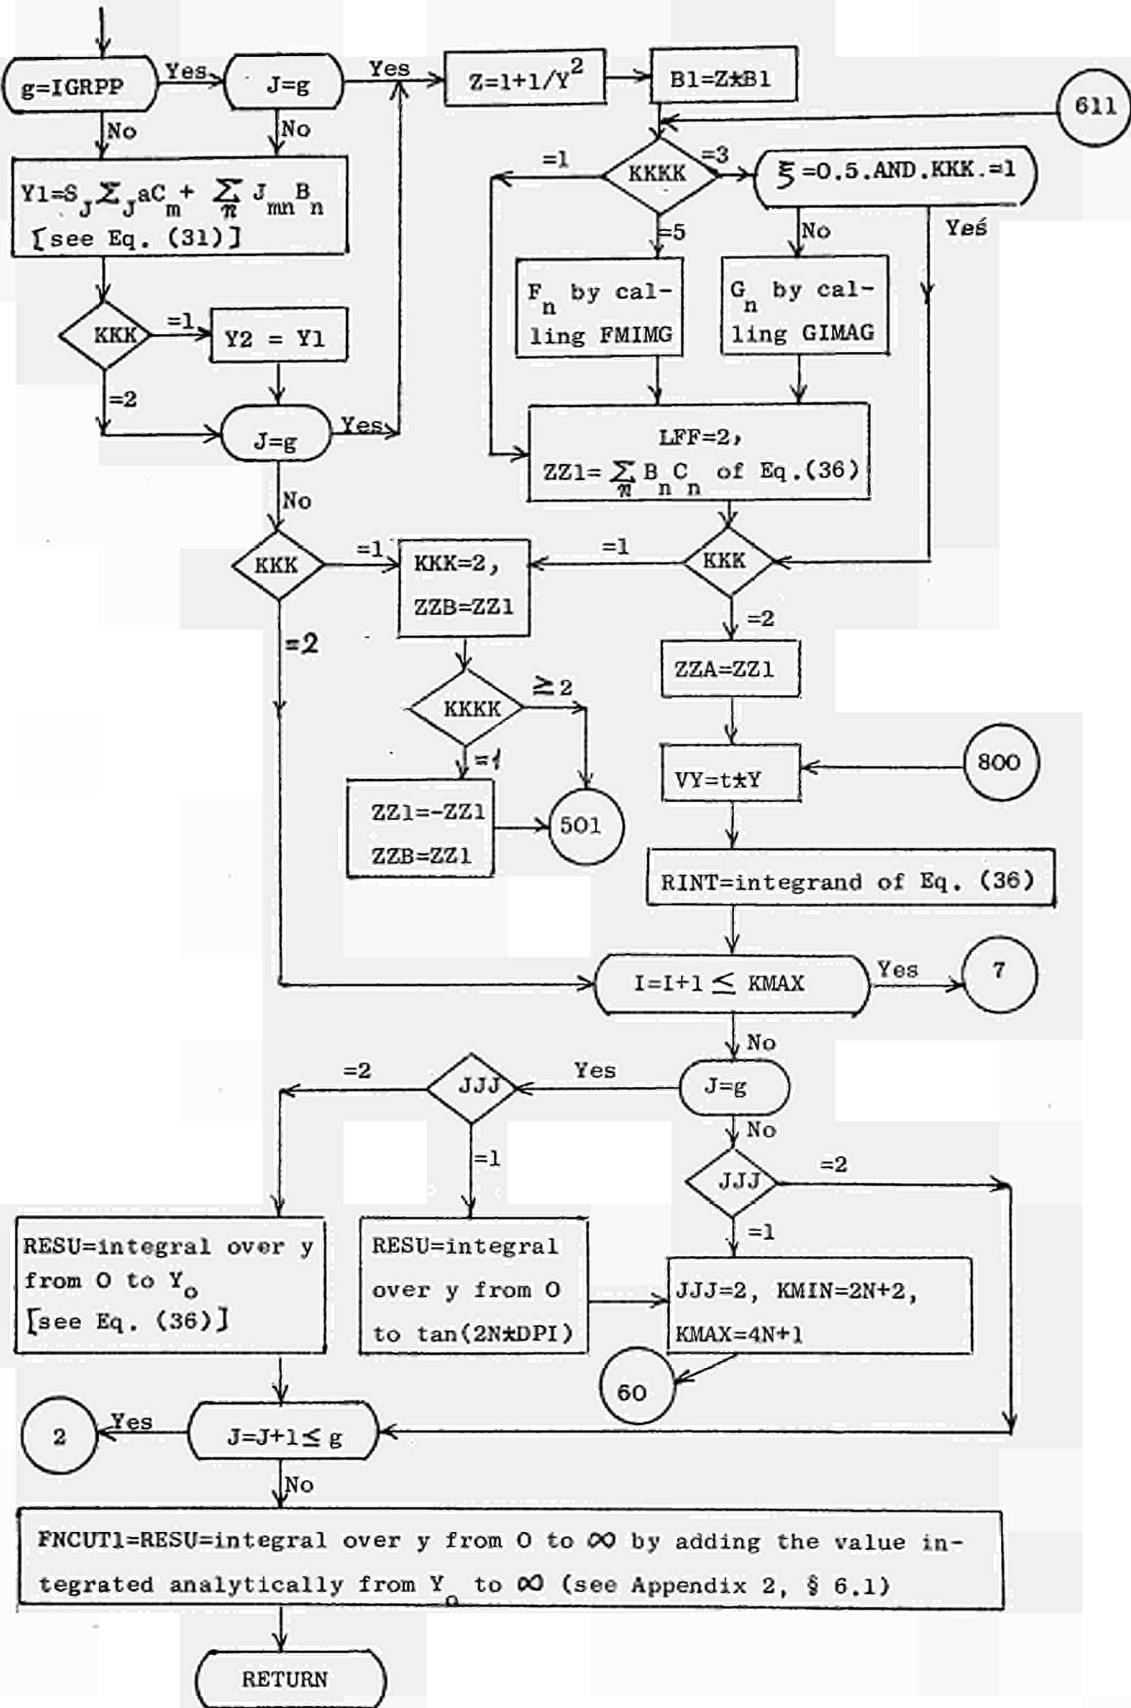 g=IGRPP
Yes
J=g
Yes
Z=1+1/Y²
B1=Z*B1
611
No
No
Y1=S_J Σ_J aC_m + Σ_n J_mn B_n
[see Eq. (31)]
=1
KKKK
=3
ξ=0.5.AND.KKK.=1
=5
No
Yes
F_n by cal-
ling FMIMG
G_n by cal-
ling GIMAG
KKK
=1
Y2 = Y1
=2
J=g
Yes
LFF=2,
ZZ1= Σ_n B_n C_n of Eq.(36)
No
KKK
=1
KKK=2,
ZZB=ZZ1
=1
KKK
=2
=2
ZZA=ZZ1
KKKK
≥2
=1
VY=t*Y
800
ZZ1=-ZZ1
ZZB=ZZ1
501
RINT=integrand of Eq. (36)
I=I+1 ≤ KMAX
Yes
7
No
=2
JJJ
Yes
J=g
No
=1
JJJ
=2
=1
RESU=integral over y
from 0 to Y_o
[see Eq. (36)]
RESU=integral
over y from 0
to tan(2N*DPI)
JJJ=2, KMIN=2N+2,
KMAX=4N+1
60
2
Yes
J=J+1≤ g
No
FNCUT1=RESU=integral over y from 0 to ∞ by adding the value in-
tegrated analytically from Y_o to ∞ (see Appendix 2, § 6.1)
RETURN